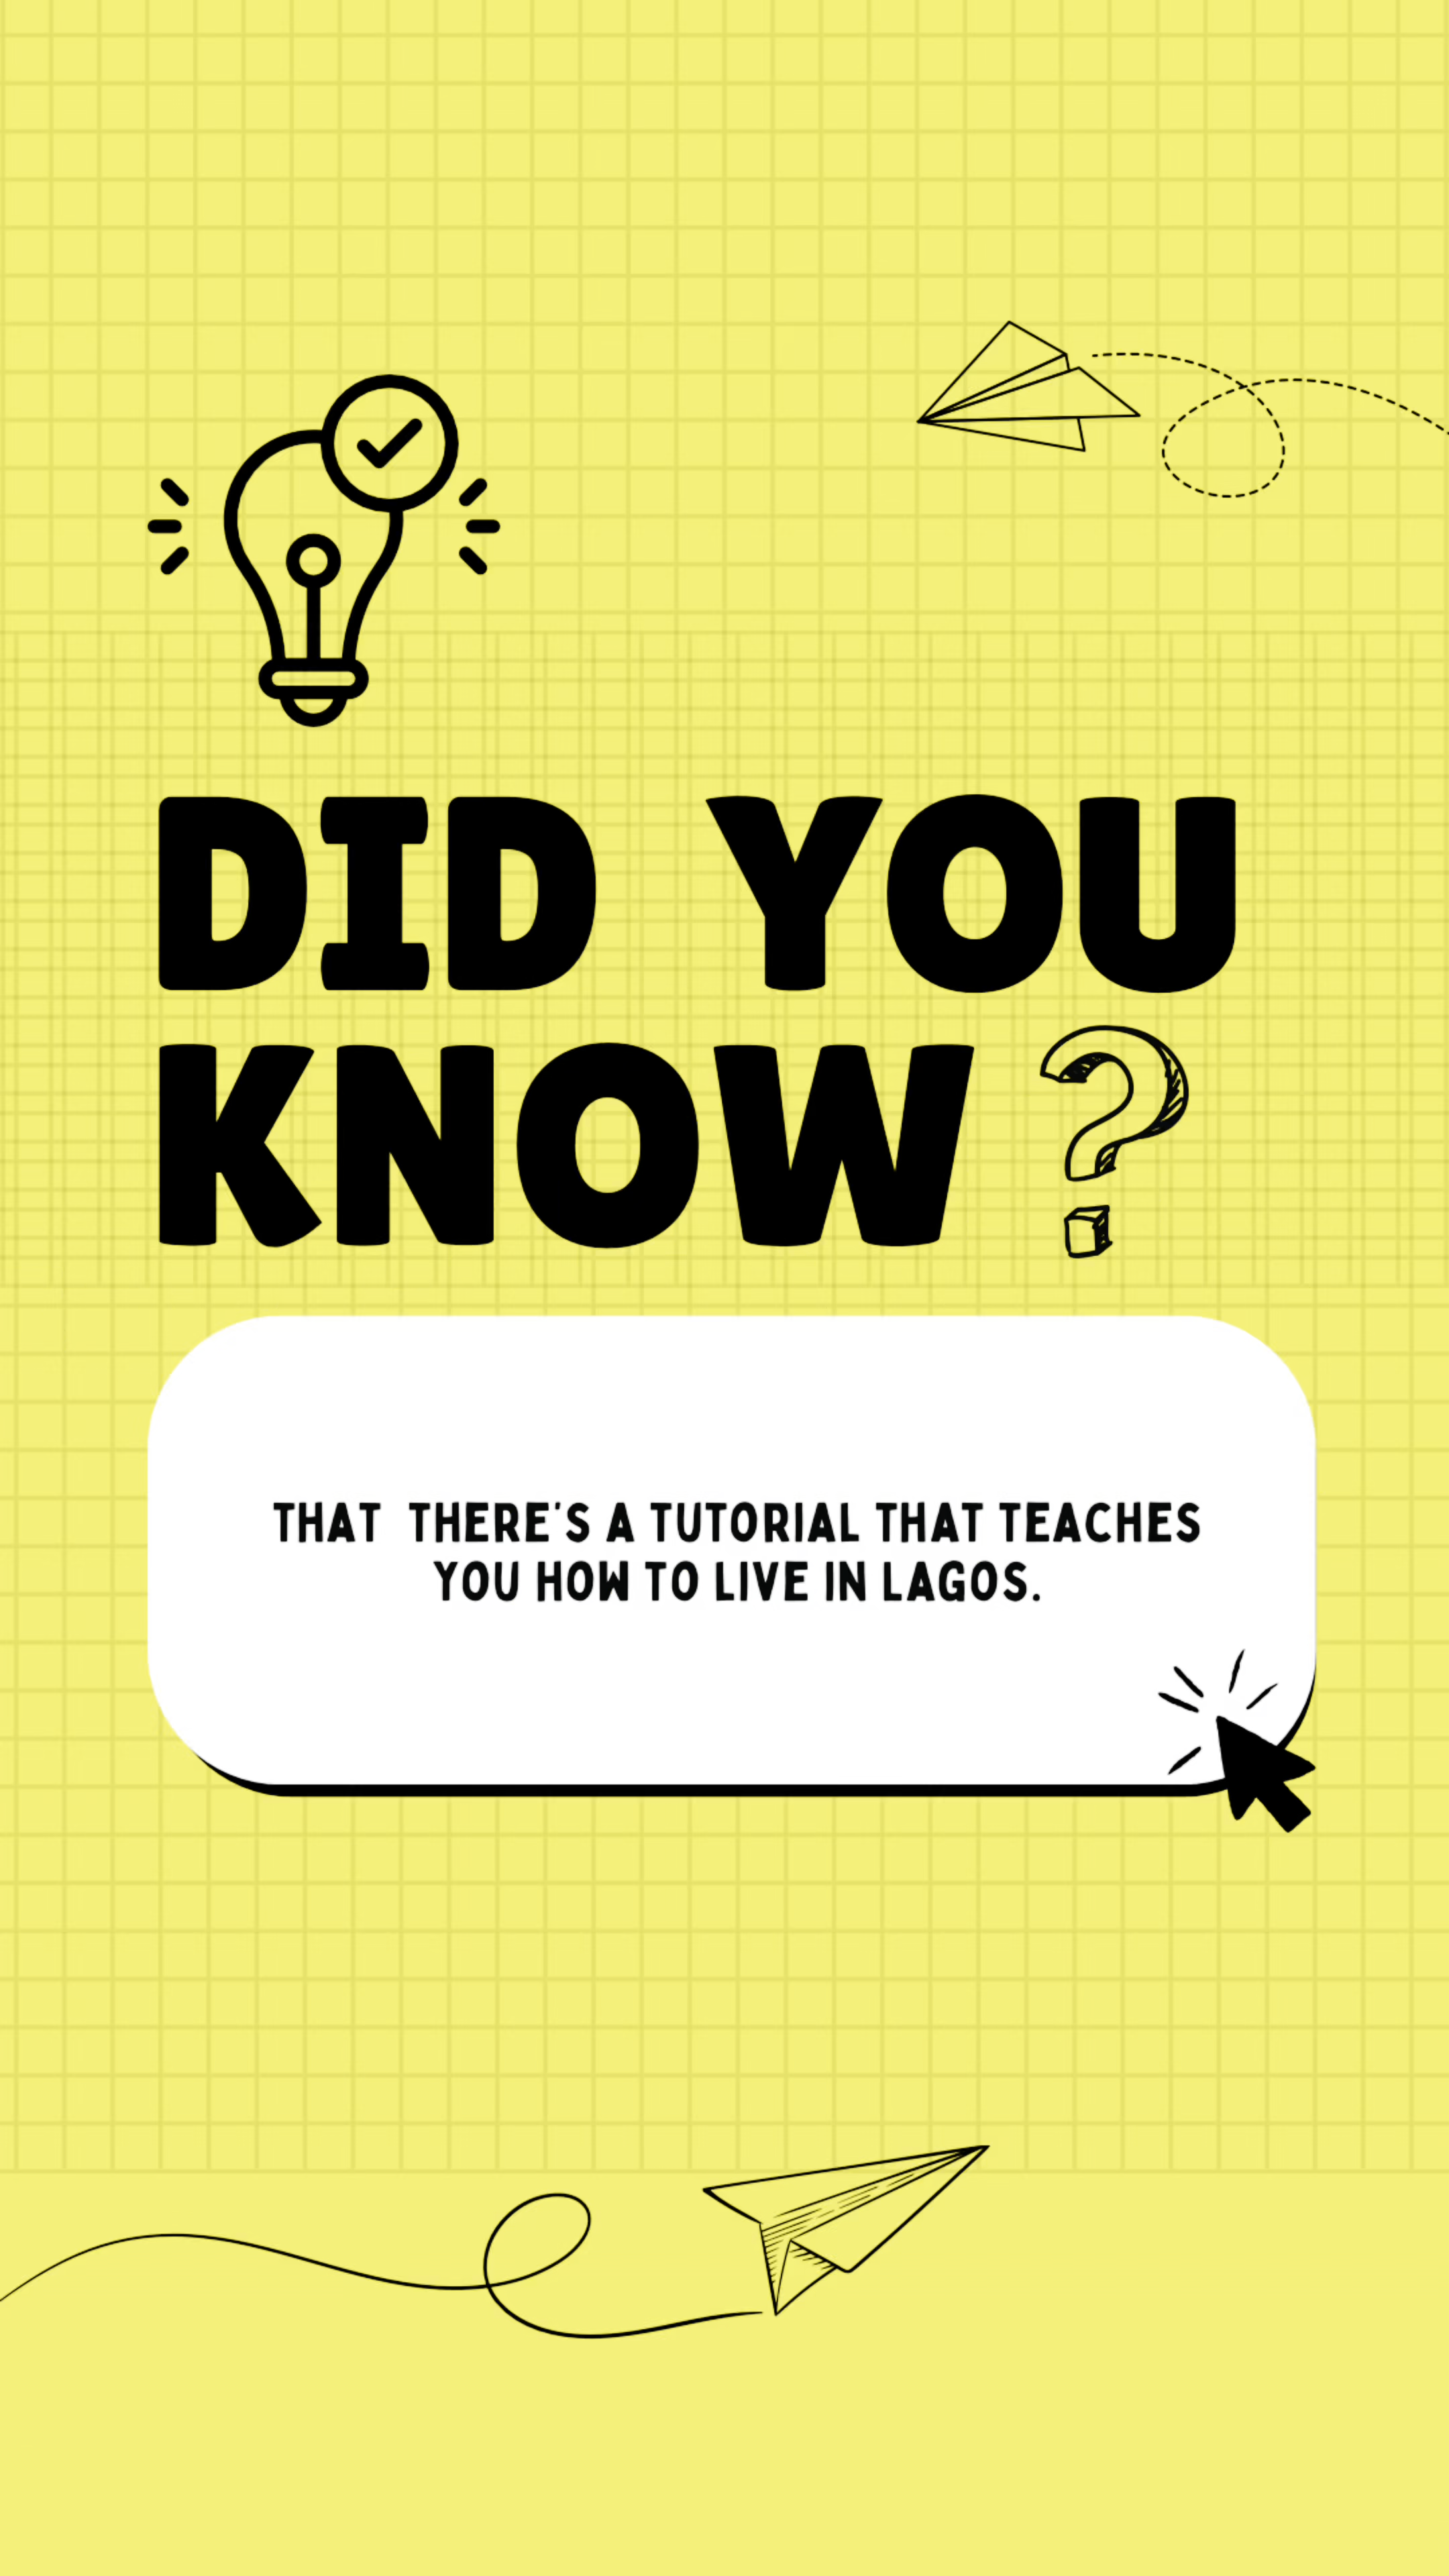 DID YOU
KNOW?
THAT THERE'S A TUTORIAL THAT TEACHES
YOU HOW TO LIVE IN LAGOS.